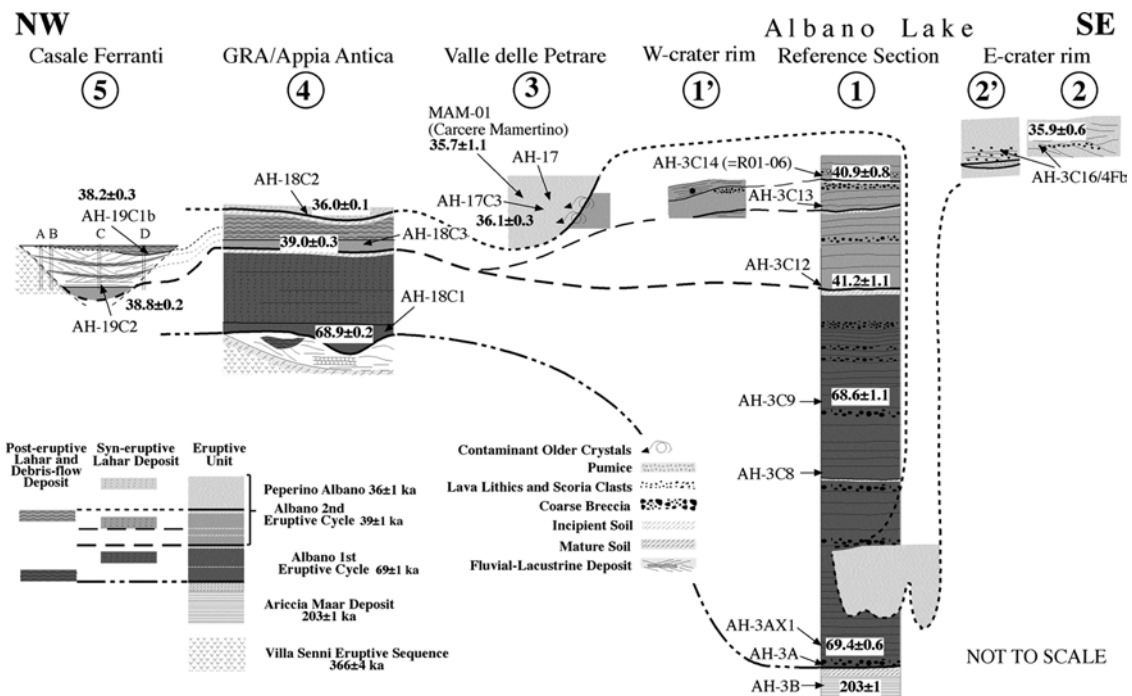 NW
Albano Lake
SE
Casale Ferranti
GRA/Appia Antica
Valle delle Petrare
W-crater rim
Reference Section
E-crater rim
5
4
3
1'
1
2'
2
MAM-01
(Carcere Mamertino)
35.7±1.1
AH-17
AH-17C3
36.1±0.3
38.2±0.3
AH-19C1b
A B C D
38.8±0.2
AH-19C2
AH-18C2
36.0±0.1
39.0±0.3
AH-18C3
AH-18C1
68.9±0.2
AH-3C14 (=R01-06)
40.9±0.8
AH-3C13
AH-3C12
41.2±1.1
AH-3C9
68.6±1.1
AH-3C8
AH-3AX1
69.4±0.6
AH-3A
AH-3B
203±1
35.9±0.6
AH-3C16/4Fb
Post-eruptive
Lahar and
Debris-flow
Deposit
Syn-eruptive
Lahar Deposit
Eruptive
Unit
Peperino Albano 36±1 ka
Albano 2nd
Eruptive Cycle 39±1 ka
Albano 1st
Eruptive Cycle 69±1 ka
Ariccia Maar Deposit
203±1 ka
Villa Senni Eruptive Sequence
366±4 ka
Contaminant Older Crystals
Pumice
Lava Lithics and Scoria Clasts
Coarse Breccia
Incipient Soil
Mature Soil
Fluvial-Lacustrine Deposit
NOT TO SCALE